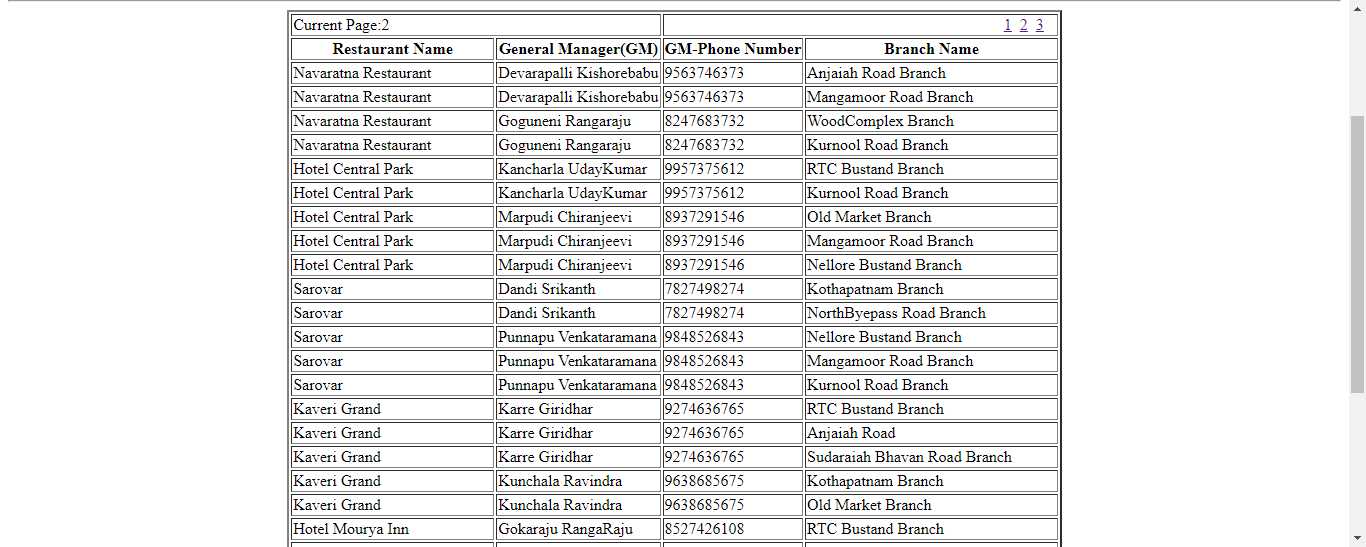 Current Page:2 1 2 3
Restaurant Name General Manager(GM) GM-Phone Number Branch Name
Navaratna Restaurant Devarapalli Kishorebabu 9563746373 Anjaiah Road Branch
Navaratna Restaurant Devarapalli Kishorebabu 9563746373 Mangamoor Road Branch
Navaratna Restaurant Goguneni Rangaraju 8247683732 WoodComplex Branch
Navaratna Restaurant Goguneni Rangaraju 8247683732 Kurnool Road Branch
Hotel Central Park Kancharla UdayKumar 9957375612 RTC Bustand Branch
Hotel Central Park Kancharla UdayKumar 9957375612 Kurnool Road Branch
Hotel Central Park Marpudi Chiranjeevi 8937291546 Old Market Branch
Hotel Central Park Marpudi Chiranjeevi 8937291546 Mangamoor Road Branch
Hotel Central Park Marpudi Chiranjeevi 8937291546 Nellore Bustand Branch
Sarovar Dandi Srikanth 7827498274 Kothapatnam Branch
Sarovar Dandi Srikanth 7827498274 NorthByepass Road Branch
Sarovar Punnapu Venkataramana 9848526843 Nellore Bustand Branch
Sarovar Punnapu Venkataramana 9848526843 Mangamoor Road Branch
Sarovar Punnapu Venkataramana 9848526843 Kurnool Road Branch
Kaveri Grand Karre Giridhar 9274636765 RTC Bustand Branch
Kaveri Grand Karre Giridhar 9274636765 Anjaiah Road
Kaveri Grand Karre Giridhar 9274636765 Sudaraiah Bhavan Road Branch
Kaveri Grand Kunchala Ravindra 9638685675 Kothapatnam Branch
Kaveri Grand Kunchala Ravindra 9638685675 Old Market Branch
Hotel Mourya Inn Gokaraju RangaRaju 8527426108 RTC Bustand Branch